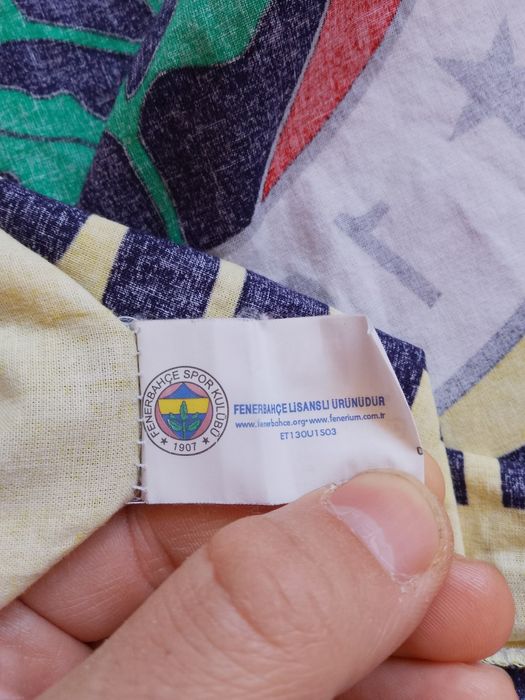 FENERBAHÇE SPOR KULÜBÜ
1907
FENERBAHÇE LİSANSLI ÜRÜNÜDÜR
www.fenerbahce.org•www.fenerium.com.tr
ET130U1S03